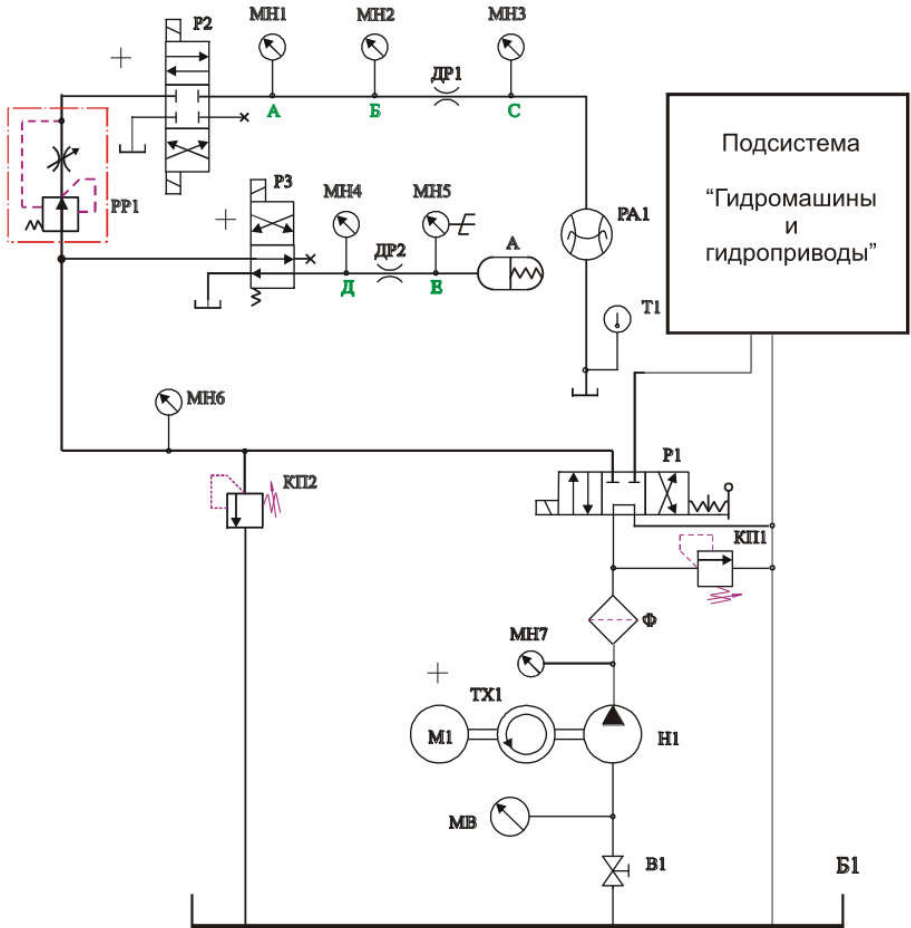 Р2
МН1
МН2
МН3
ДР1
А
Б
С
Подсистема
“Гидромашины
и
гидроприводы”
РР1
Р3
МН4
МН5
РА1
ДР2
А
Д
Е
Т1
МН6
Р1
КП2
КП1
Ф
МН7
ТХ1
М1
Н1
МВ
В1
Б1